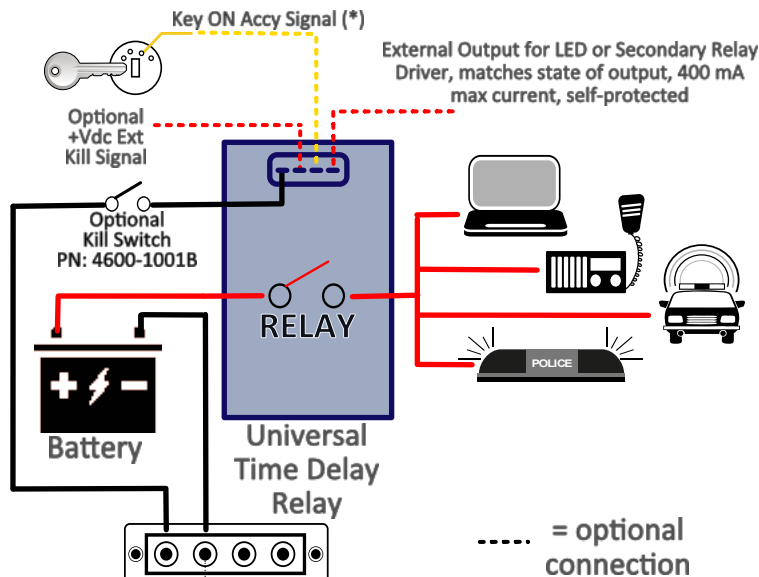 Key ON Accy Signal (*)
External Output for LED or Secondary Relay
Driver, matches state of output, 400 mA
max current, self-protected
Optional
+Vdc Ext
Kill Signal
Optional
Kill Switch
PN: 4600-1001B
RELAY
POLICE
Battery
Universal
Time Delay
Relay
= optional
connection